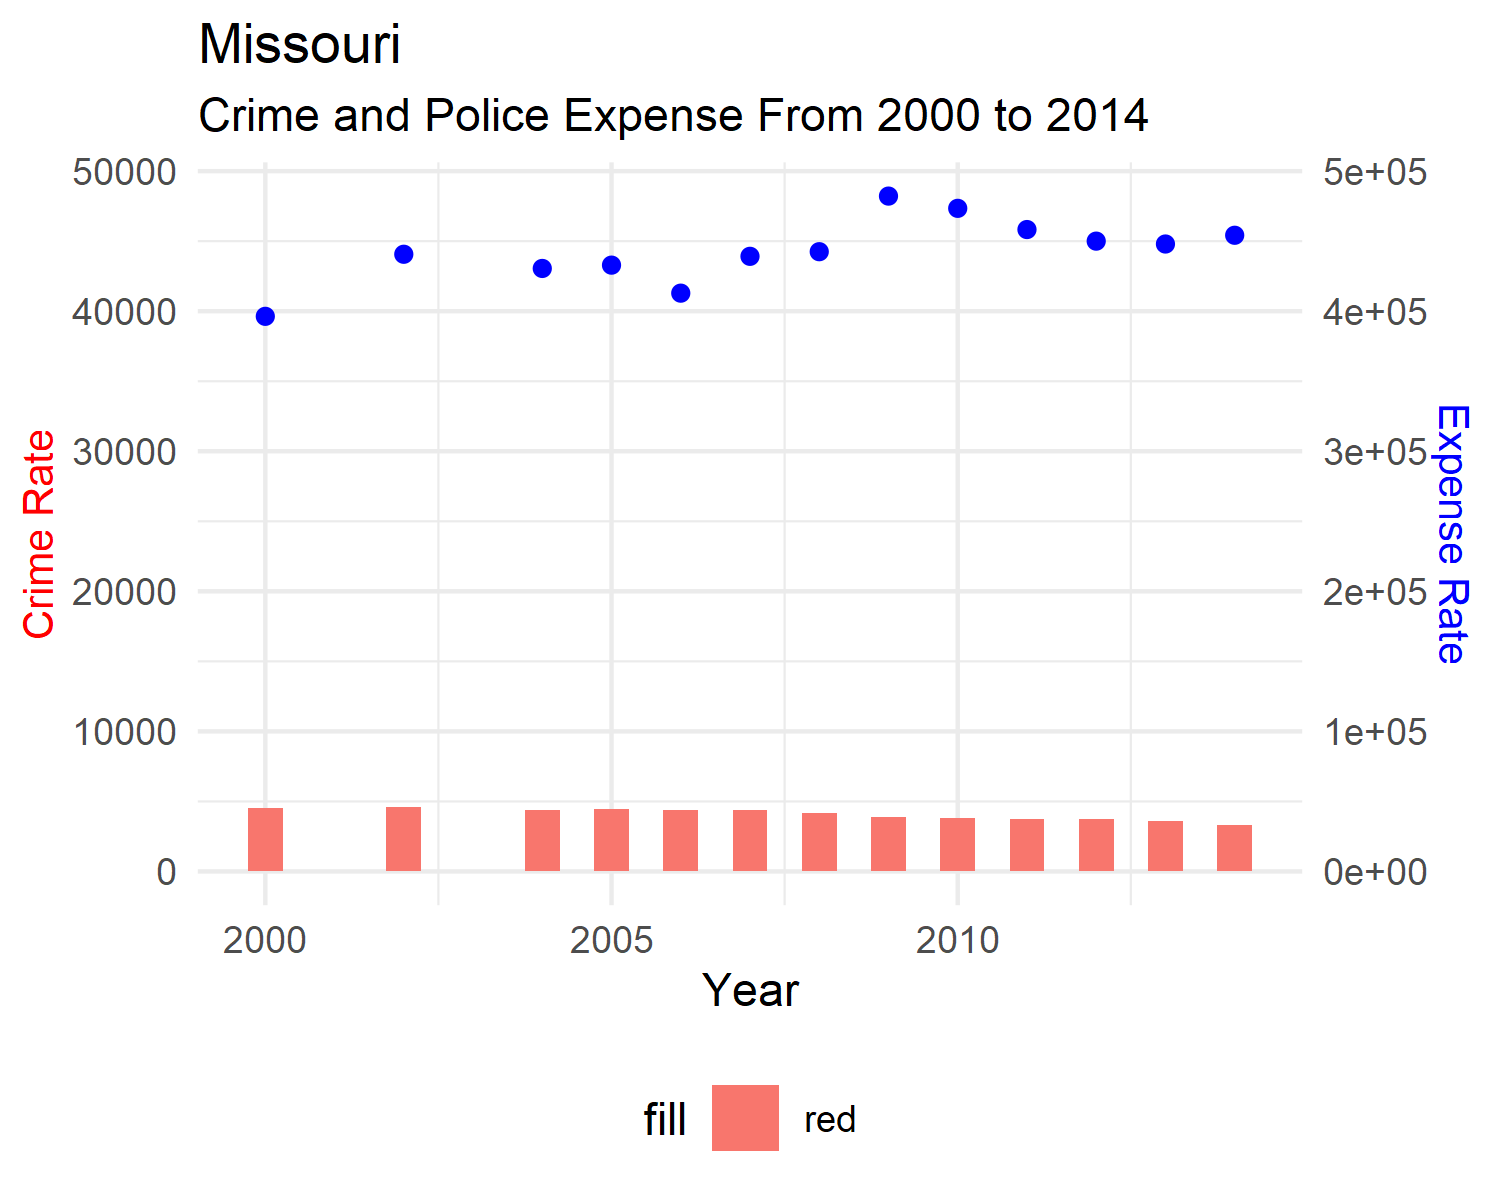 Missouri
Crime and Police Expense From 2000 to 2014
50000
40000
30000
20000
10000
0
Crime Rate
5e+05
4e+05
3e+05
2e+05
1e+05
0e+00
Expense Rate
2000 2005 2010
Year
fill red